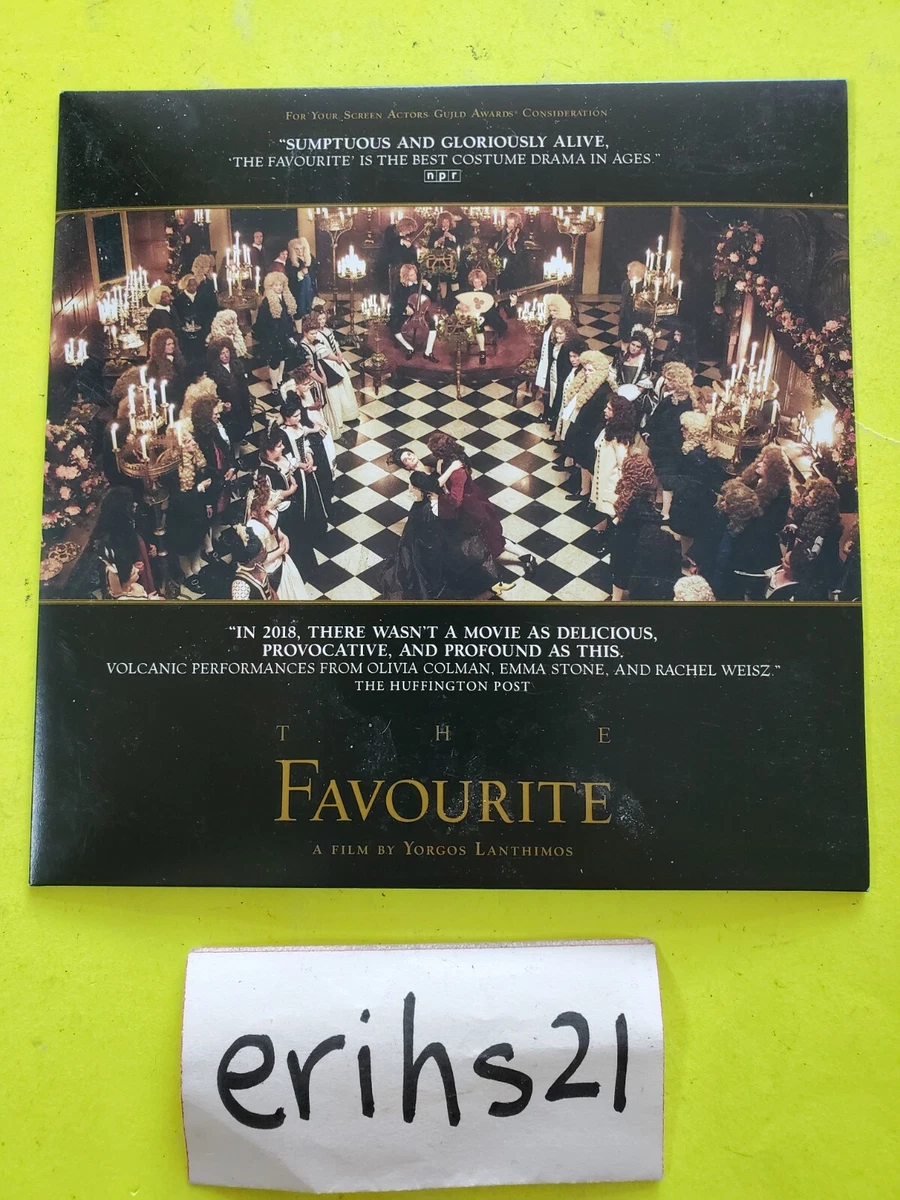 For Your Screen Actors Guild Awards® Consideration
“SUMPTUOUS AND GLORIOUSLY ALIVE,
‘THE FAVOURITE’ IS THE BEST COSTUME DRAMA IN AGES.”
npr
“IN 2018, THERE WASN’T A MOVIE AS DELICIOUS,
PROVOCATIVE, AND PROFOUND AS THIS.
VOLCANIC PERFORMANCES FROM OLIVIA COLMAN, EMMA STONE, AND RACHEL WEISZ.”
THE HUFFINGTON POST
T H E
FAVOURITE
A FILM BY YORGOS LANTHIMOS
erihs21